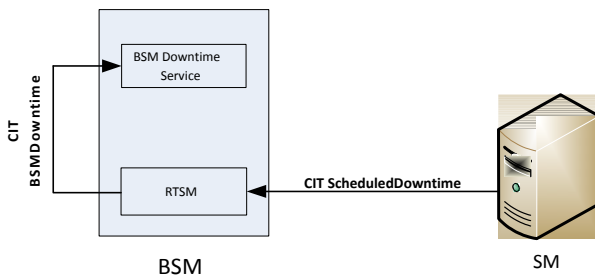 BSM Downtime
Service
CIT
BSMDowntime
RTSM
CIT ScheduledDowntime
BSM
SM